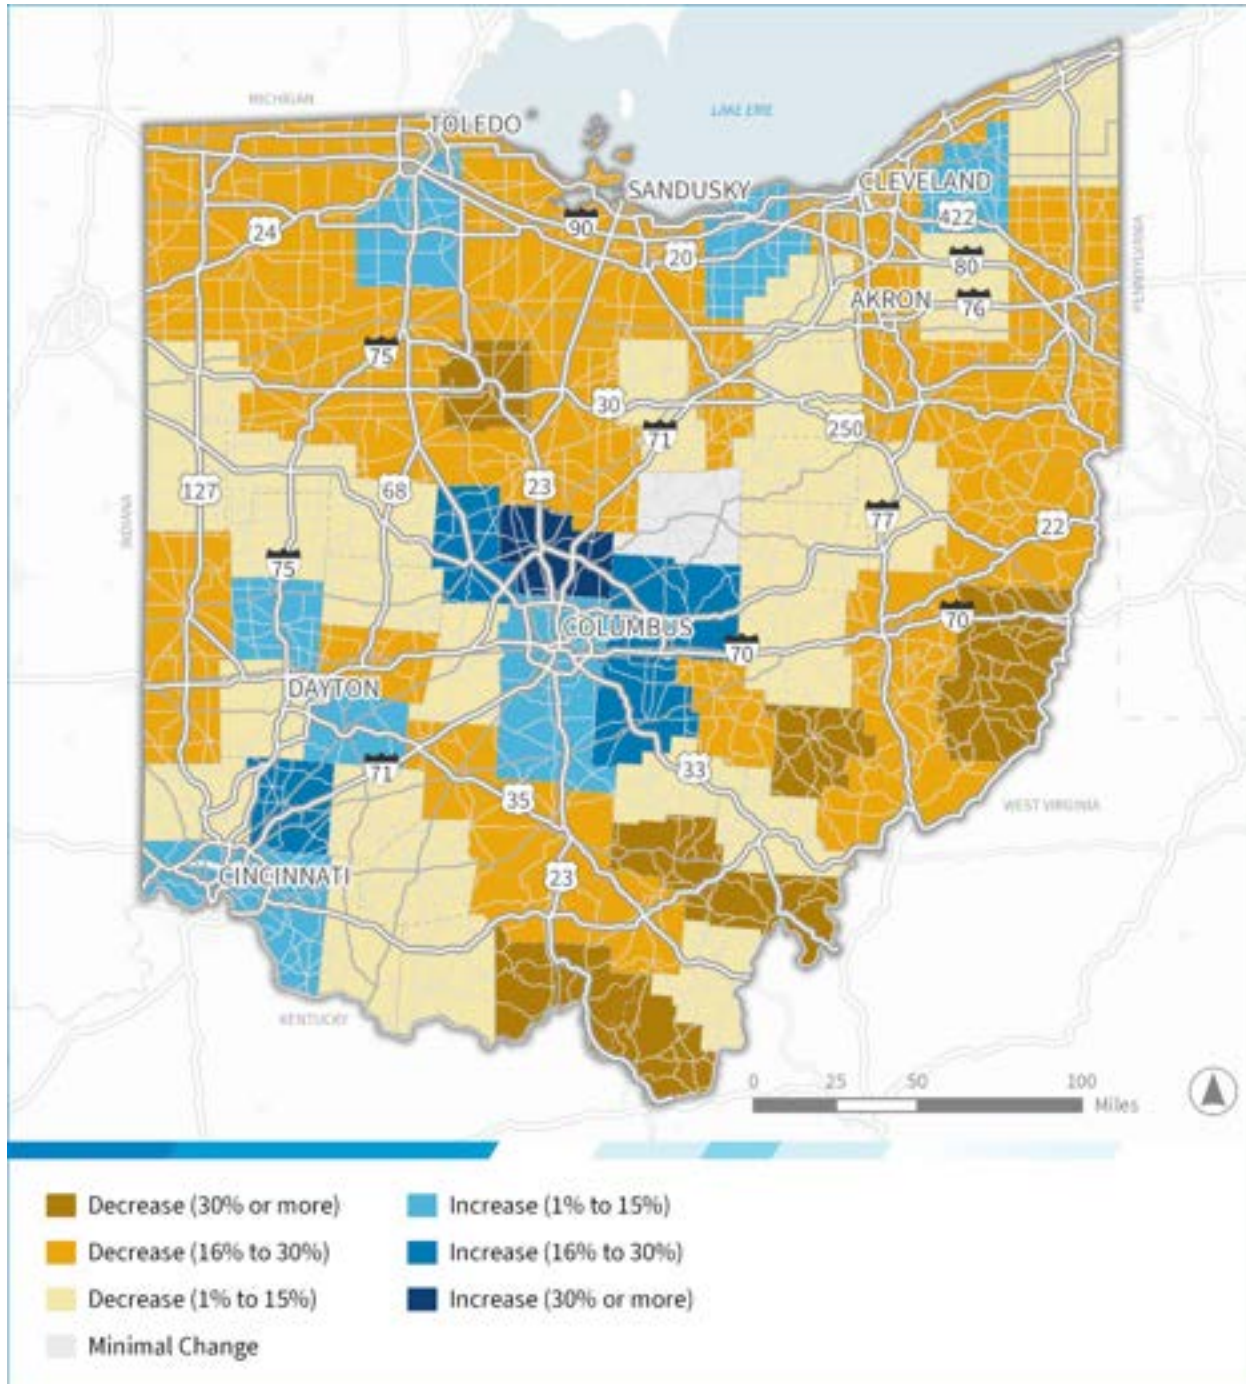 MICHIGAN
LAKE ERIE
TOLEDO
CLEVELAND
SANDUSKY
422
90
24
20
80
PENNSYLVANIA
AKRON
76
75
30
71
250
127
68
23
77
22
INDIANA
75
70
COLUMBUS
70
DAYTON
71
33
35
WEST VIRGINIA
CINCINNATI
23
KENTUCKY
0 25 50 100
Miles
Decrease (30% or more)
Decrease (16% to 30%)
Decrease (1% to 15%)
Minimal Change
Increase (1% to 15%)
Increase (16% to 30%)
Increase (30% or more)